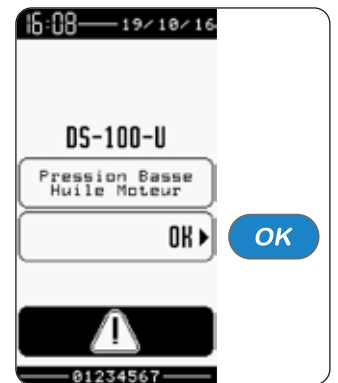 16:08 19/10/16
DS-100-U
Pression Basse
Huile Moteur
OK
OK
01234567